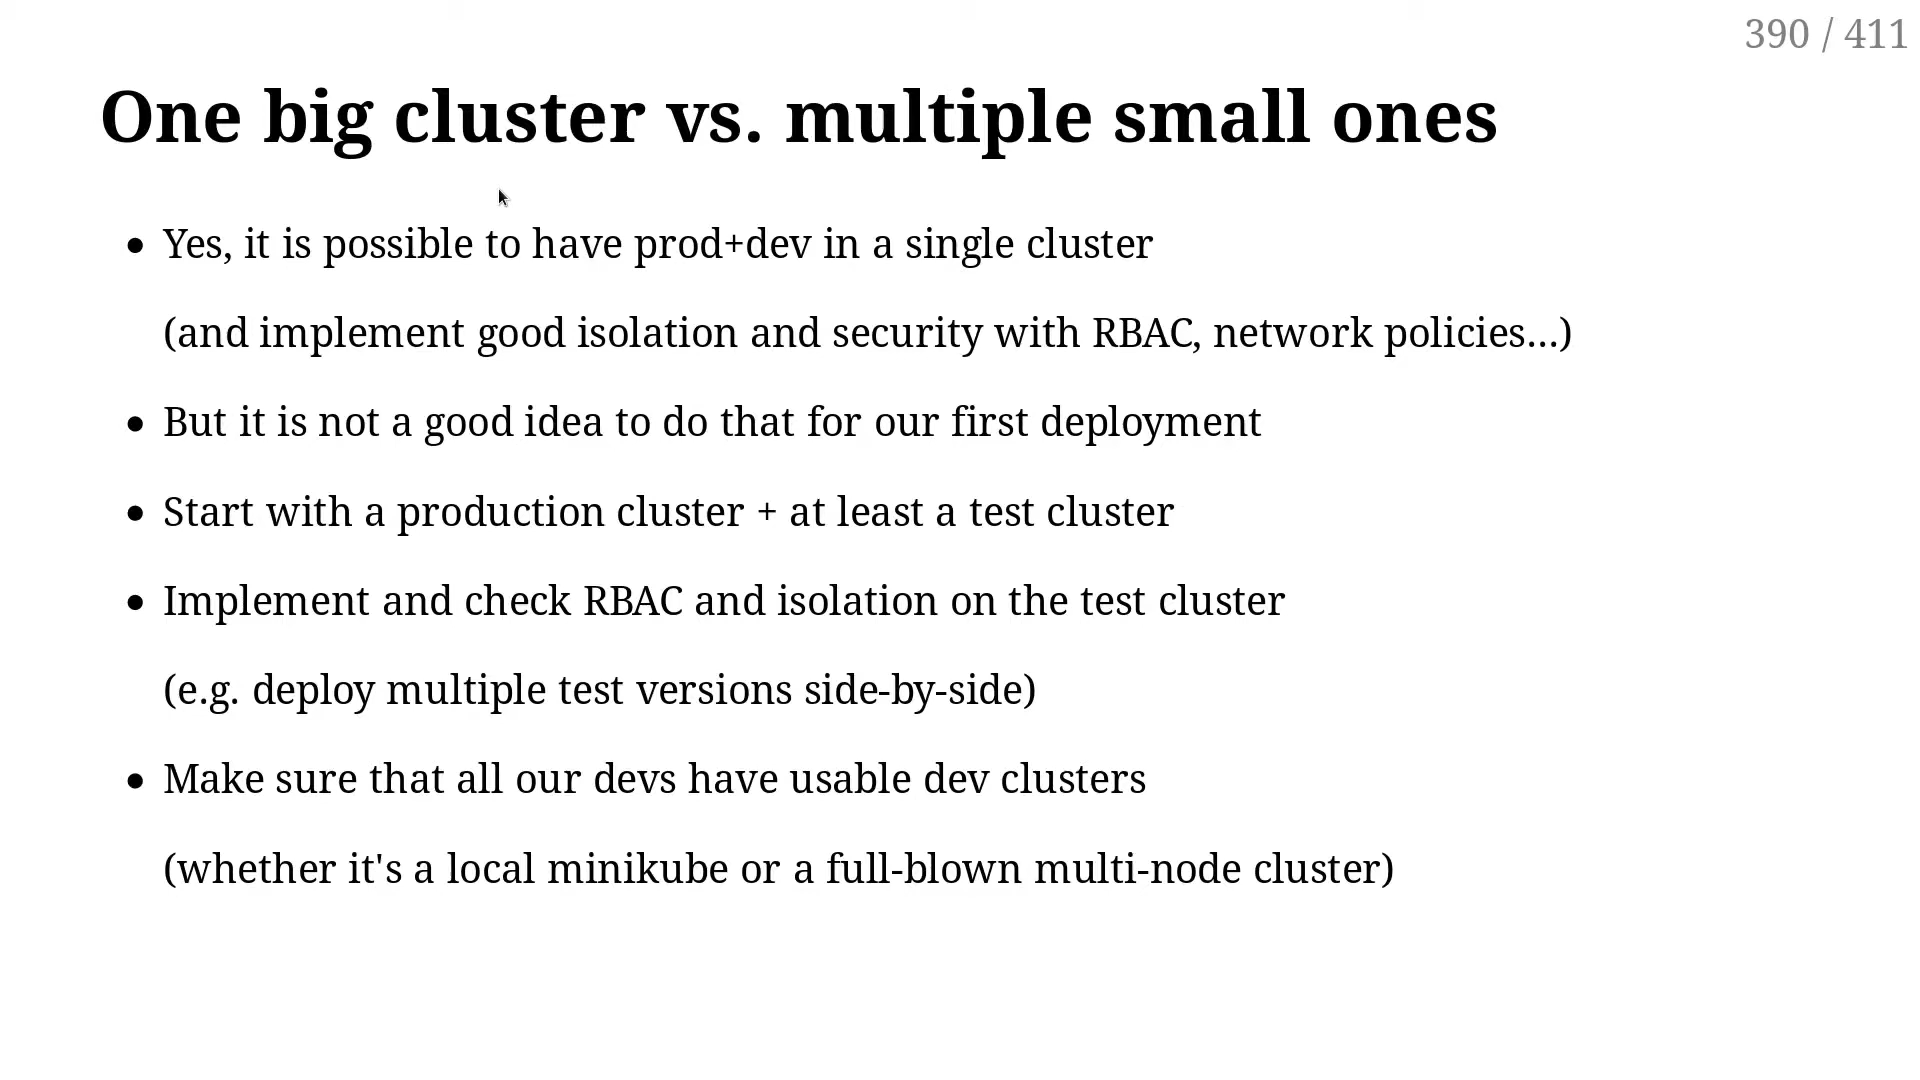 390 / 411
One big cluster vs. multiple small ones
• Yes, it is possible to have prod+dev in a single cluster
(and implement good isolation and security with RBAC, network policies...)
• But it is not a good idea to do that for our first deployment
• Start with a production cluster + at least a test cluster
• Implement and check RBAC and isolation on the test cluster
(e.g. deploy multiple test versions side-by-side)
• Make sure that all our devs have usable dev clusters
(whether it's a local minikube or a full-blown multi-node cluster)